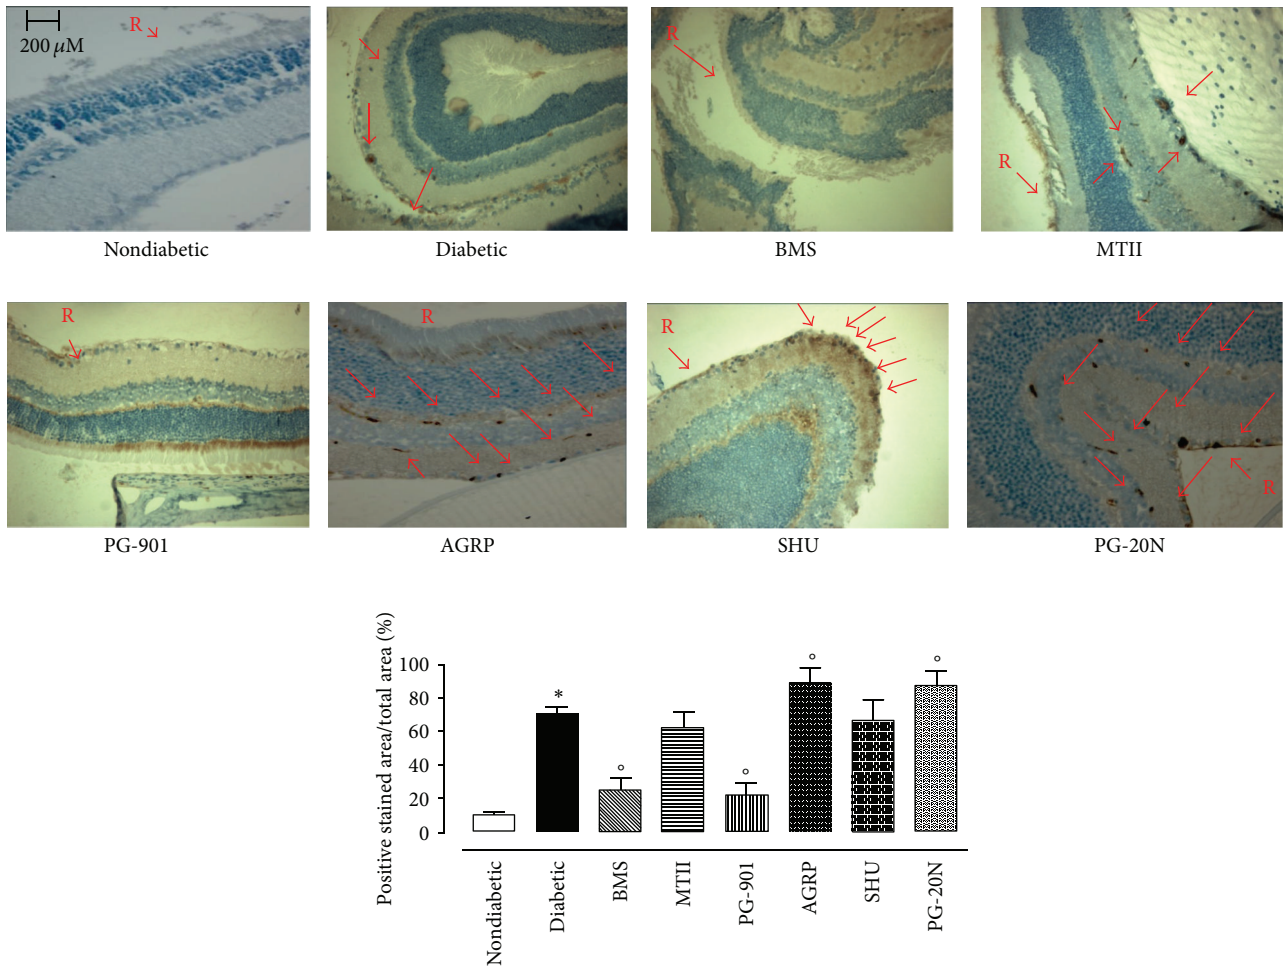 R
200 μM
Nondiabetic
Diabetic
R
BMS
R
MTII
R
PG-901
R
AGRP
R
SHU
R
PG-20N
Positive stained area/total area (%)
100
80
60
40
20
0
*
°
°
°
°
Nondiabetic
Diabetic
BMS
MTII
PG-901
AGRP
SHU
PG-20N